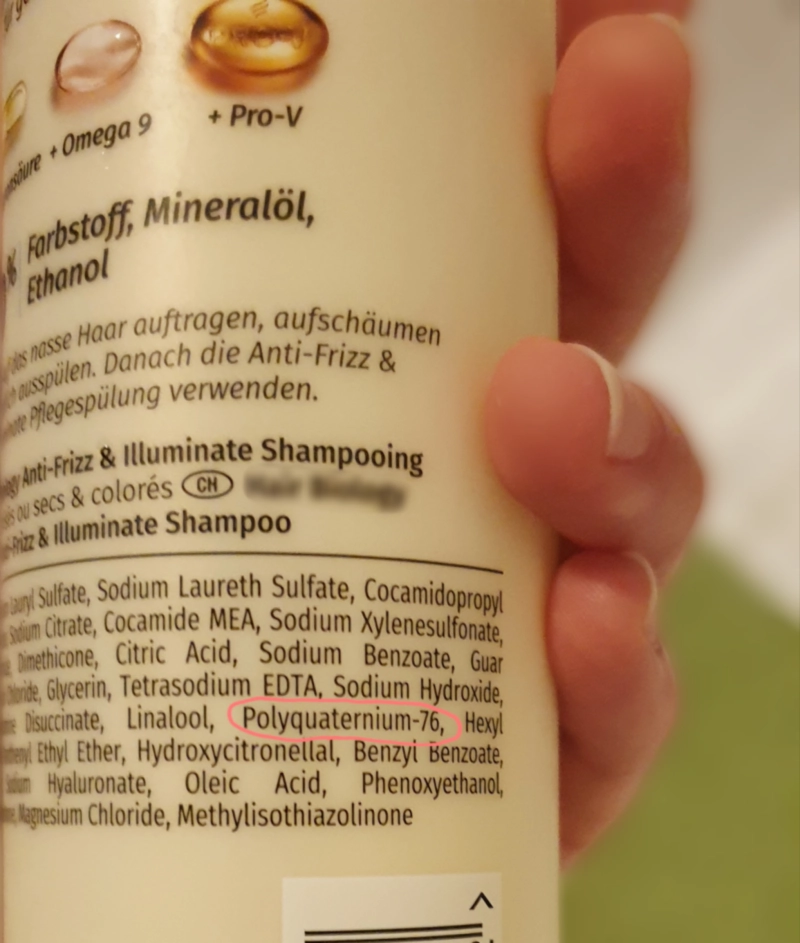 + Omega 9
+ Pro-V
Farbstoff, Mineralöl,
Ethanol
nasse Haar auftragen, aufschäumen
ausspülen. Danach die Anti-Frizz &
Pflegespülung verwenden.
Anti-Frizz & Illuminate Shampooing
ou secs & colorés CH
& Illuminate Shampoo
Sulfate, Sodium Laureth Sulfate, Cocamidopropyl
Sodium Citrate, Cocamide MEA, Sodium Xylenesulfonate,
Dimethicone, Citric Acid, Sodium Benzoate, Guar
Glycerin, Tetrasodium EDTA, Sodium Hydroxide,
Disuccinate, Linalool, Polyquaternium-76, Hexyl
Ethyl Ether, Hydroxycitronellal, Benzyl Benzoate,
Hyaluronate, Oleic Acid, Phenoxyethanol,
Magnesium Chloride, Methylisothiazolinone